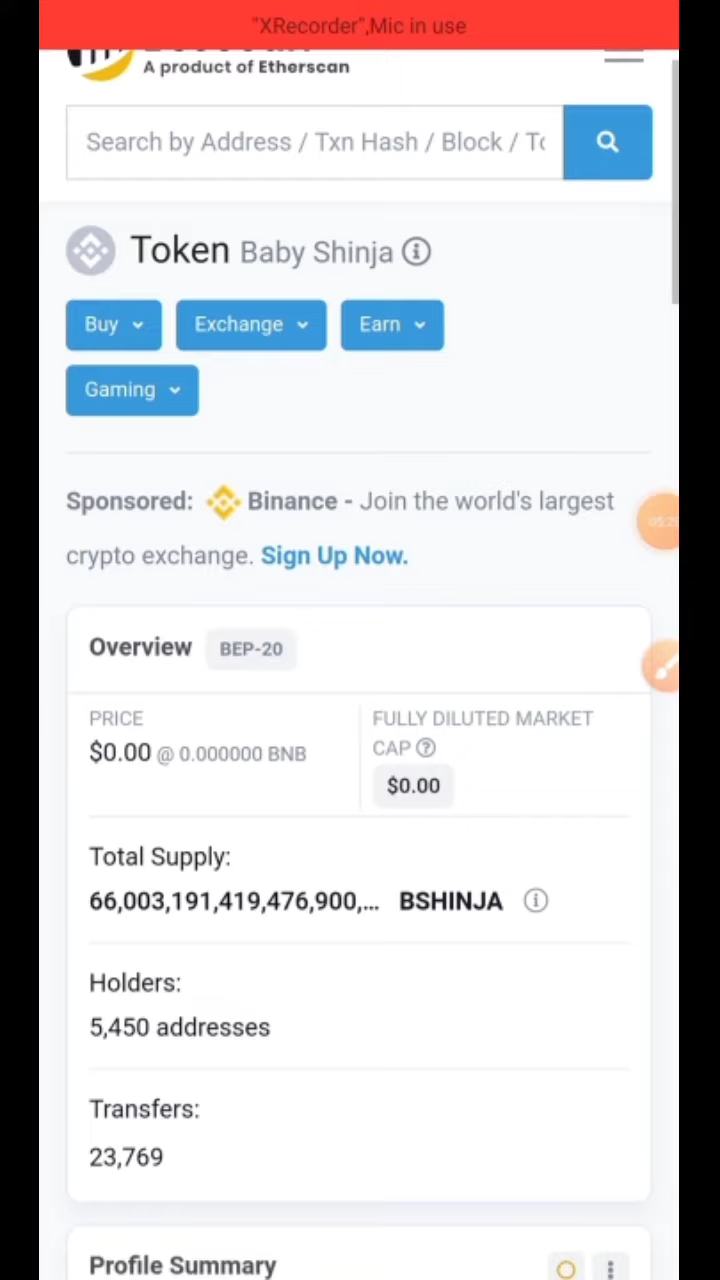 "XRecorder",Mic in use
A product of Etherscan
Search by Address / Txn Hash / Block / To
Token Baby Shinja
Buy
Exchange
Earn
Gaming
Sponsored: Binance - Join the world's largest
crypto exchange. Sign Up Now.
Overview BEP-20
PRICE
$0.00 @ 0.000000 BNB
FULLY DILUTED MARKET
CAP
$0.00
Total Supply:
66,003,191,419,476,900,... BSHINJA
Holders:
5,450 addresses
Transfers:
23,769
Profile Summary